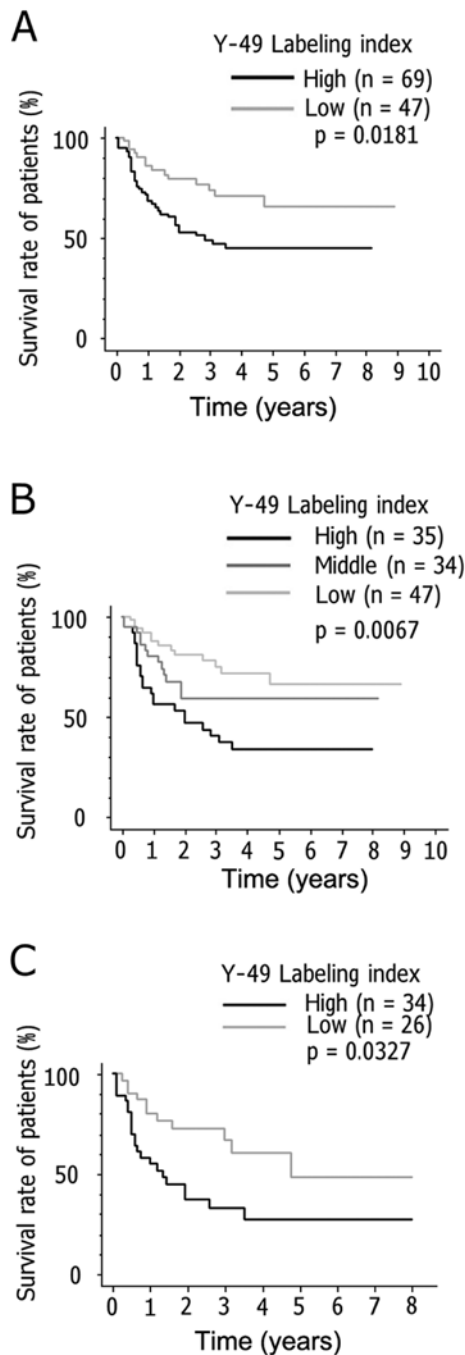 A
Y-49 Labeling index
High (n = 69)
Low (n = 47)
p = 0.0181
Survival rate of patients (%)
100
50
0
0 1 2 3 4 5 6 7 8 9 10
Time (years)
B
Y-49 Labeling index
High (n = 35)
Middle (n = 34)
Low (n = 47)
p = 0.0067
Survival rate of patients (%)
100
50
0
0 1 2 3 4 5 6 7 8 9 10
Time (years)
C
Y-49 Labeling index
High (n = 34)
Low (n = 26)
p = 0.0327
Survival rate of patients (%)
100
50
0
0 1 2 3 4 5 6 7 8
Time (years)